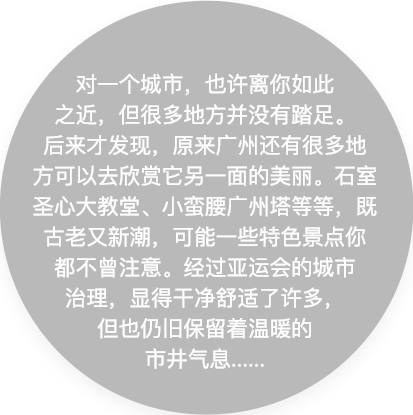 对一个城市，也许离你如此
之近，但很多地方并没有踏足。
后来才发现，原来广州还有很多地
方可以去欣赏它另一面的美丽。石室
圣心大教堂、小蛮腰广州塔等等，既
古老又新潮，可能一些特色景点你
都不曾注意。经过亚运会的城市
治理，显得干净舒适了许多，
但也仍旧保留着温暖的
市井气息......